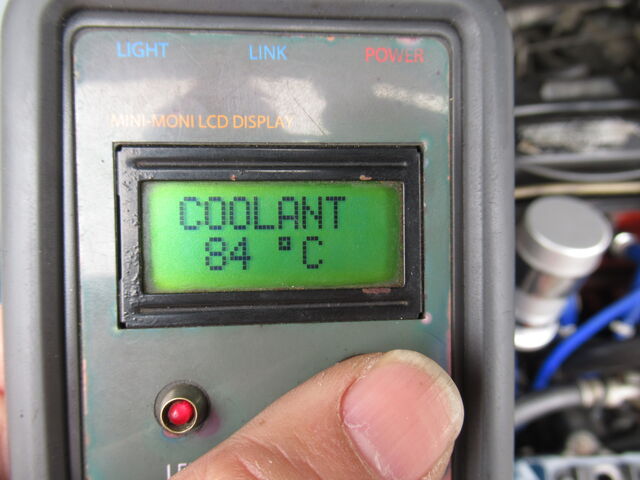 LIGHT LINK POWER
MINI-MONI LCD DISPLAY
COOLANT
84 °C